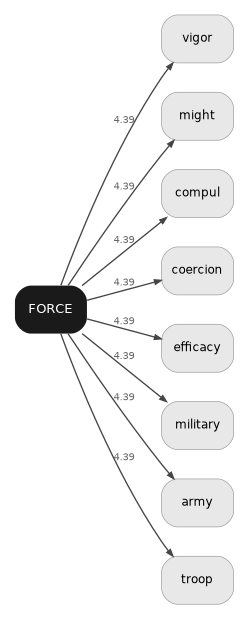 vigor
4.39
might
4.39
compul
4.39
coercion
4.39
FORCE
4.39
efficacy
4.39
military
4.39
army
4.39
troop